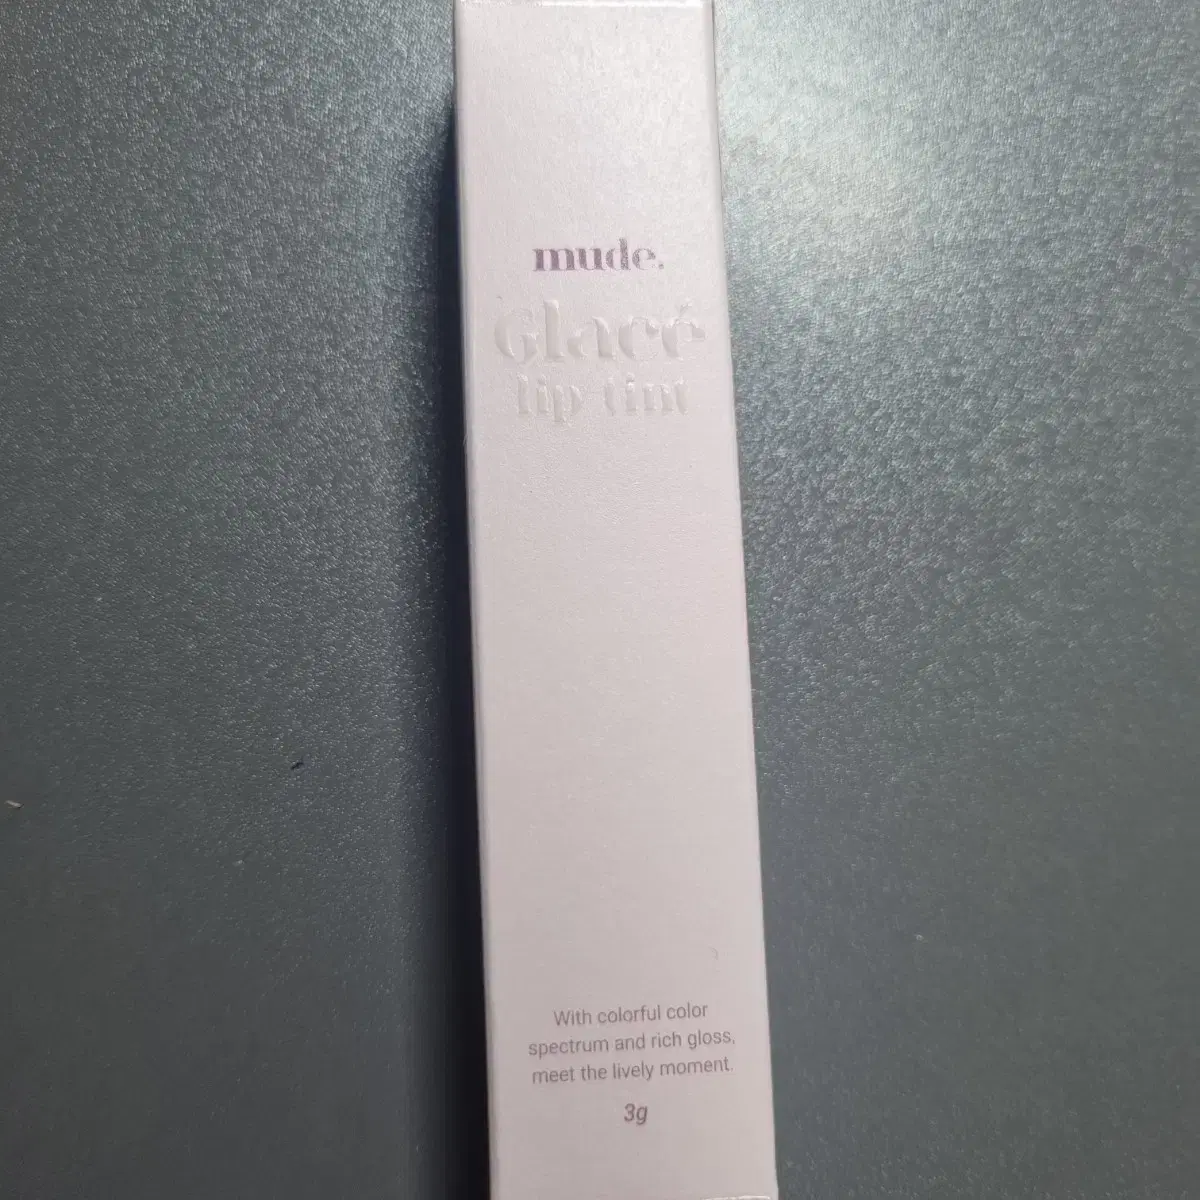 mude.
Glacé
lip tint
With colorful color
spectrum and rich gloss,
meet the lively moment.
3g